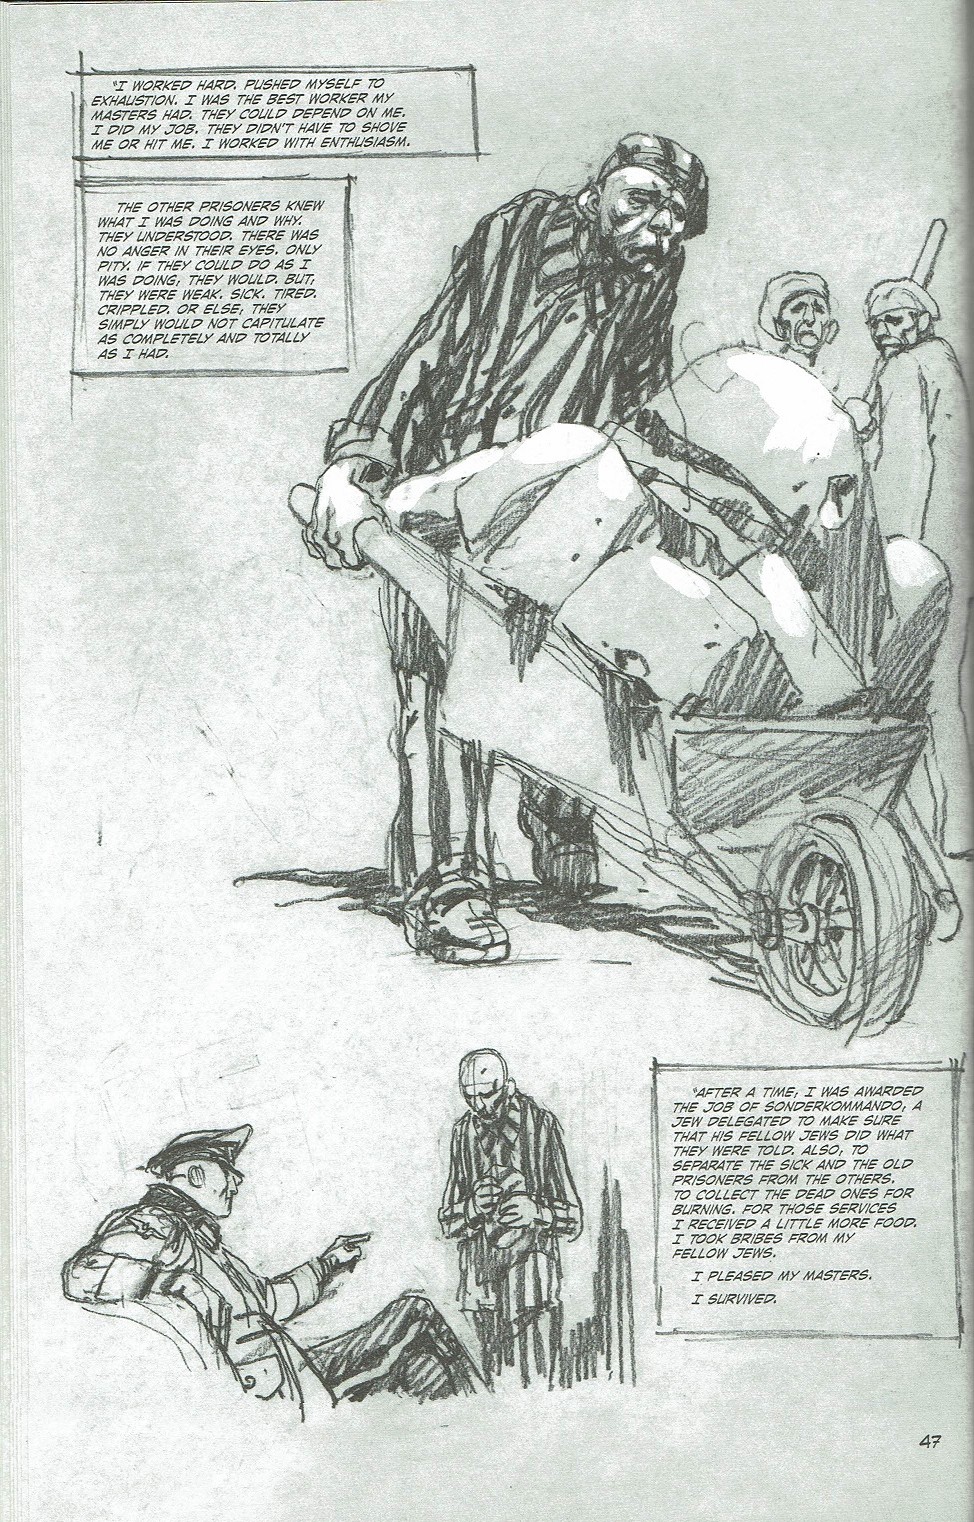 "I WORKED HARD. PUSHED MYSELF TO
EXHAUSTION. I WAS THE BEST WORKER MY
MASTERS HAD. THEY COULD DEPEND ON ME.
I DID MY JOB. THEY DIDN'T HAVE TO SHOVE
ME OR HIT ME. I WORKED WITH ENTHUSIASM.
THE OTHER PRISONERS KNEW
WHAT I WAS DOING AND WHY.
THEY UNDERSTOOD. THERE WAS
NO ANGER IN THEIR EYES. ONLY
PITY. IF THEY COULD DO AS I
WAS DOING, THEY WOULD. BUT,
THEY WERE WEAK. SICK. TIRED.
CRIPPLED. OR ELSE, THEY
SIMPLY WOULD NOT CAPITULATE
AS COMPLETELY AND TOTALLY
AS I HAD.
"AFTER A TIME, I WAS AWARDED
THE JOB OF SONDERKOMMANDO, A
JEW DELEGATED TO MAKE SURE
THAT HIS FELLOW JEWS DID WHAT
THEY WERE TOLD. ALSO, TO
SEPARATE THE SICK AND THE OLD
PRISONERS FROM THE OTHERS.
TO COLLECT THE DEAD ONES FOR
BURNING. FOR THOSE SERVICES
I RECEIVED A LITTLE MORE FOOD.
I TOOK BRIBES FROM MY
FELLOW JEWS.
I PLEASED MY MASTERS.
I SURVIVED.
47